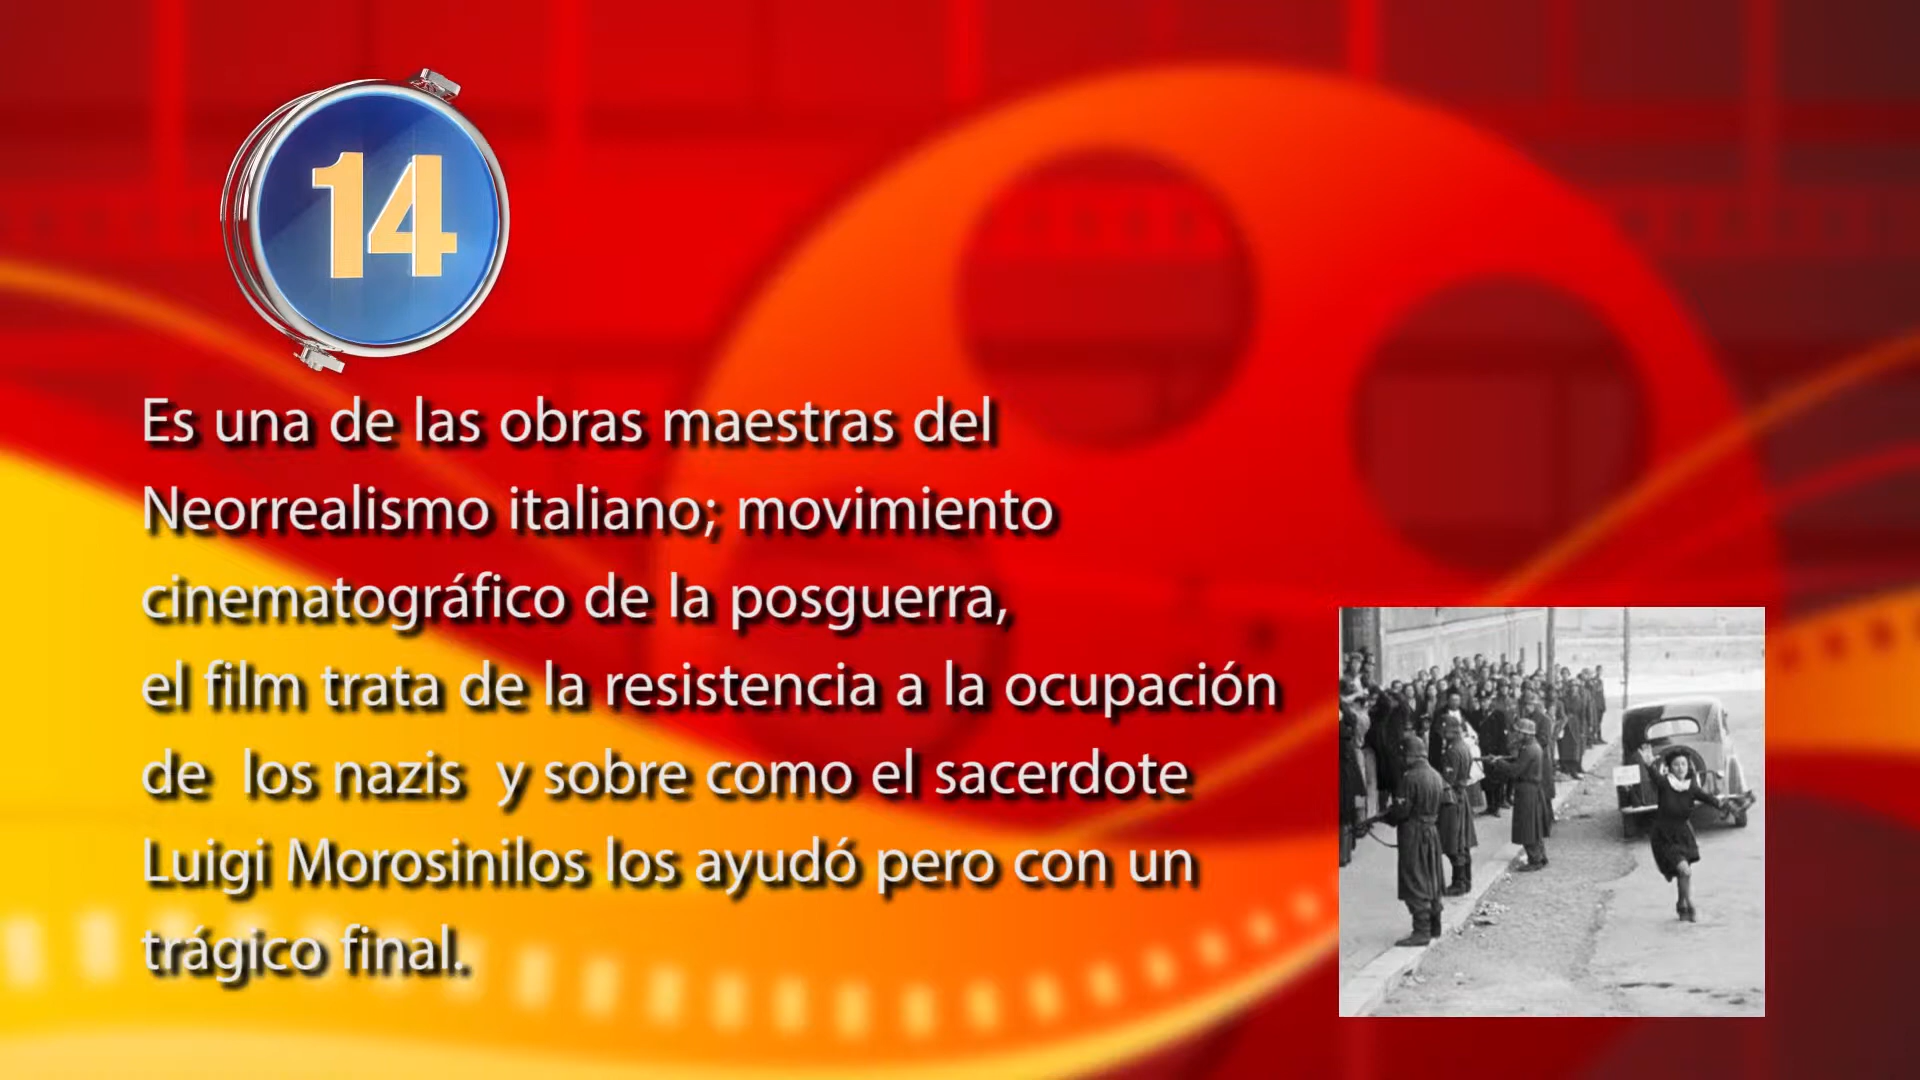 14
Es una de las obras maestras del
Neorrealismo italiano; movimiento
cinematográfico de la posguerra,
el film trata de la resistencia a la ocupación
de  los nazis  y sobre como el sacerdote
Luigi Morosinilos los ayudó pero con un
trágico final.